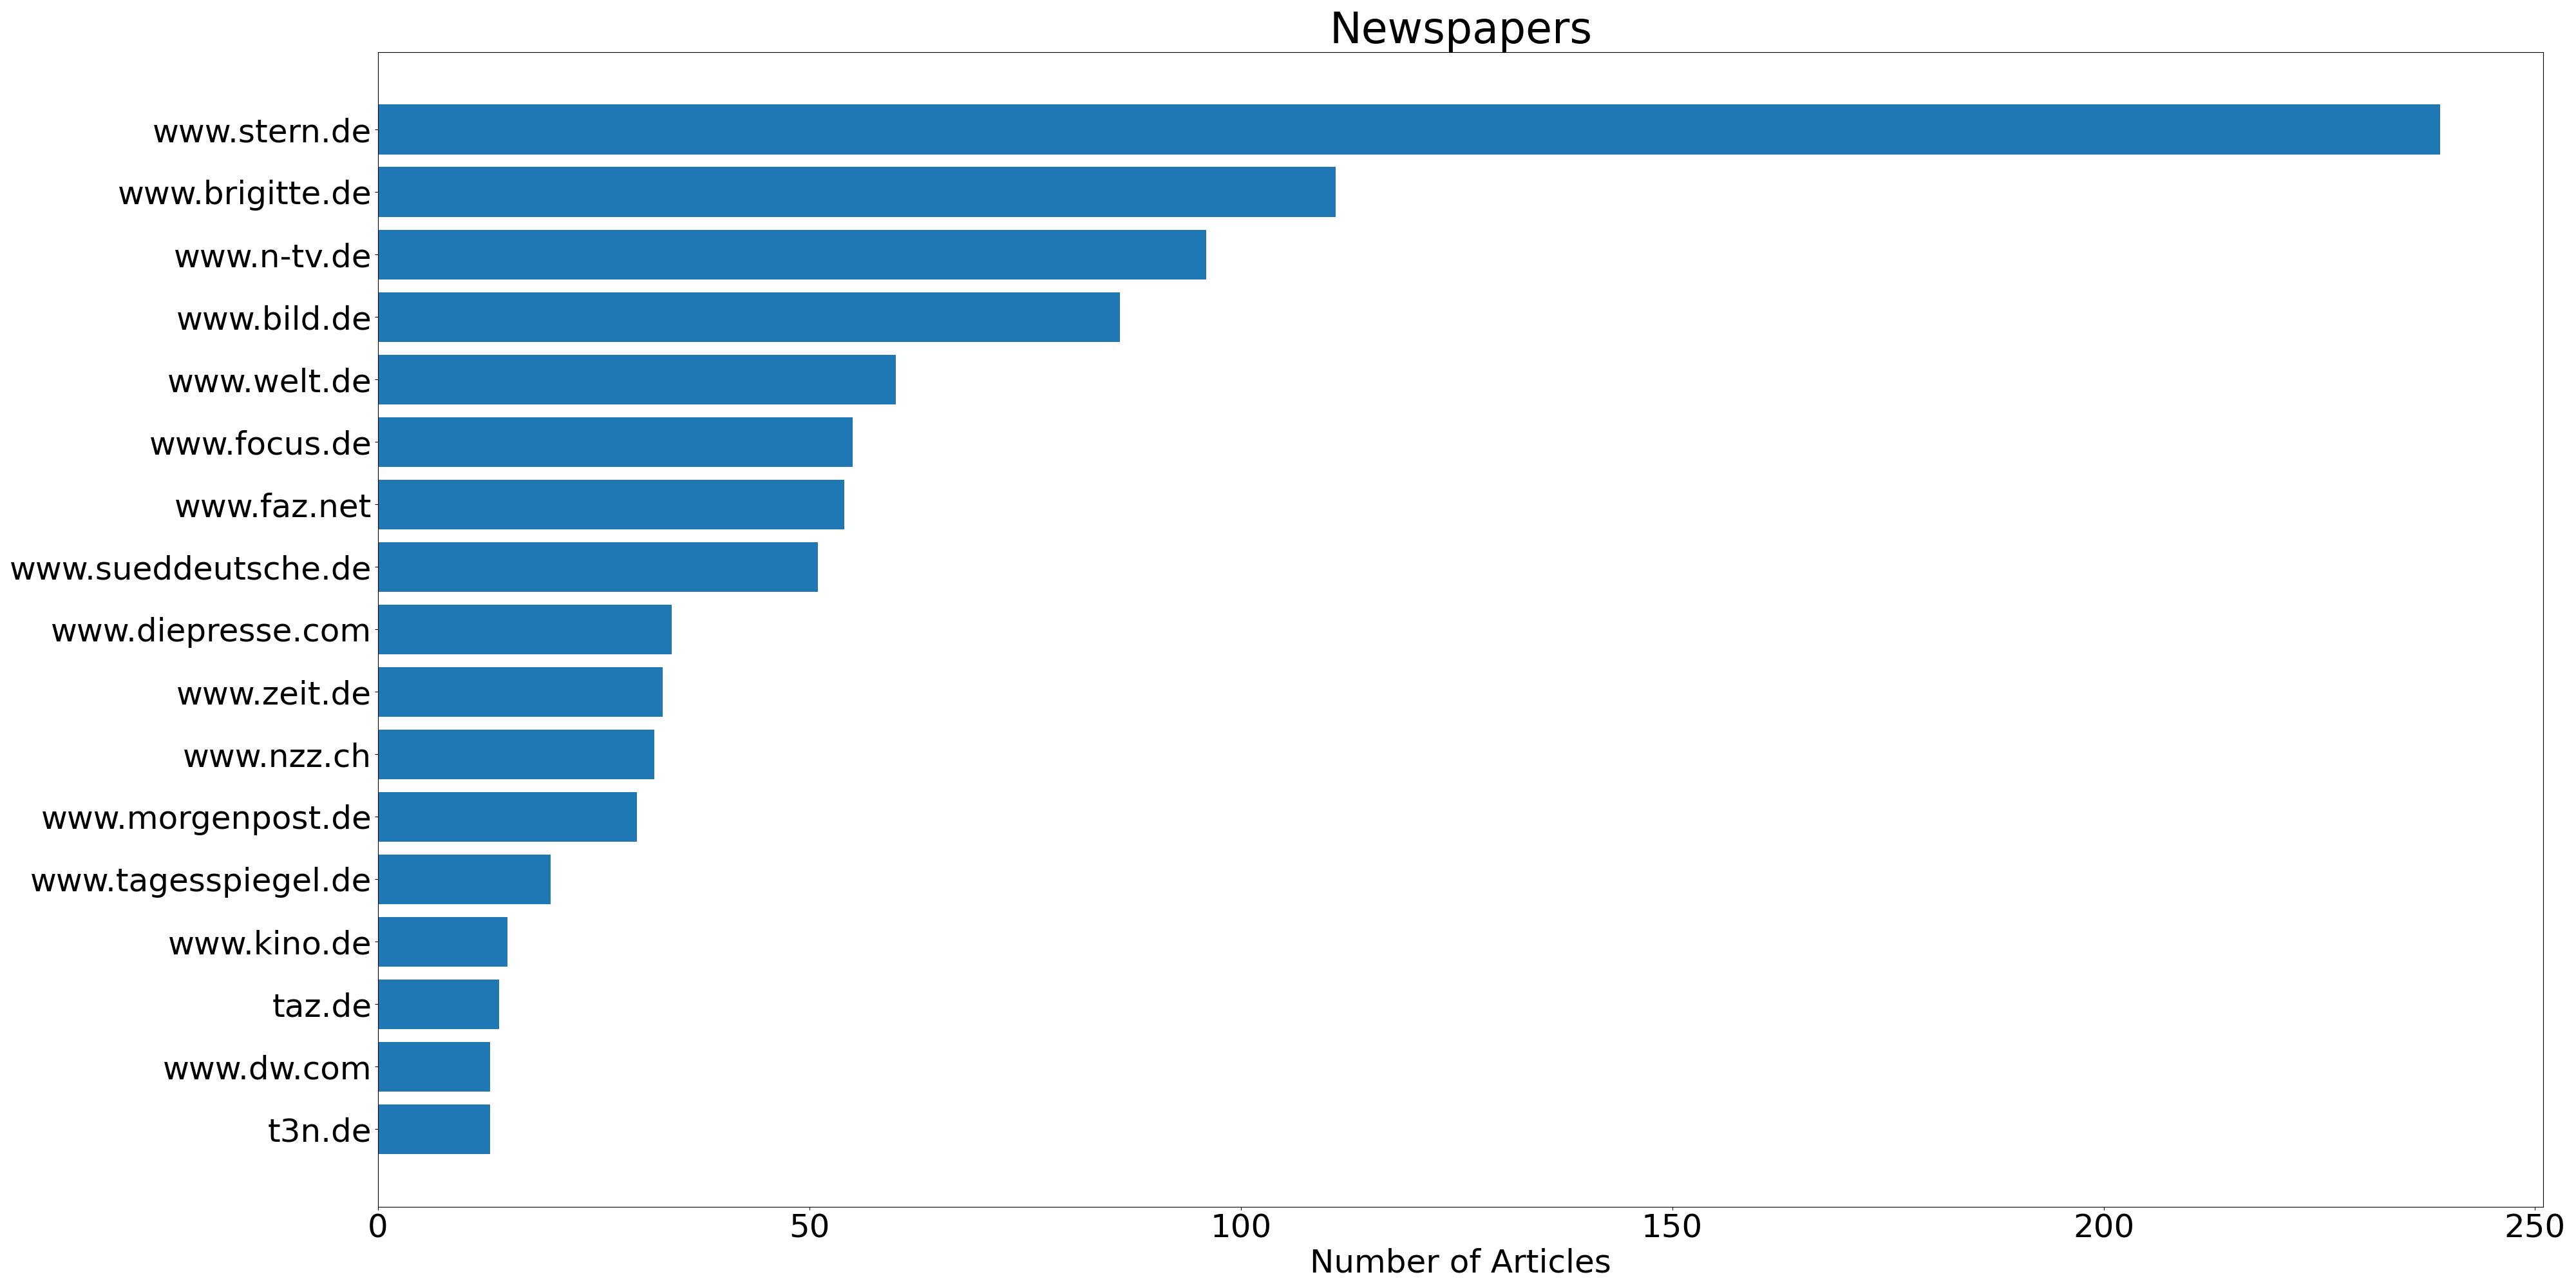 Newspapers
www.stern.de
www.brigitte.de
www.n-tv.de
www.bild.de
www.welt.de
www.focus.de
www.faz.net
www.sueddeutsche.de
www.diepresse.com
www.zeit.de
www.nzz.ch
www.morgenpost.de
www.tagesspiegel.de
www.kino.de
taz.de
www.dw.com
t3n.de
0 50 100 150 200 250
Number of Articles